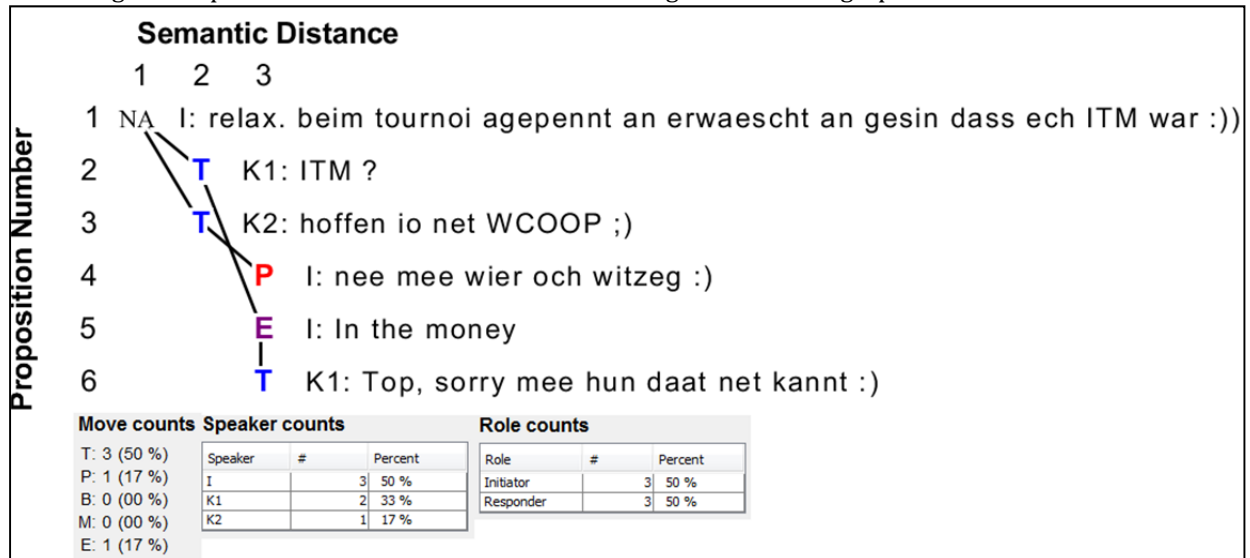 Semantic Distance
1 2 3
Proposition Number
1 NA I: relax. beim tournoi agepennt an erwaescht an gesin dass ech ITM war :))
2 T K1: ITM ?
3 T K2: hoffen io net WCOOP ;)
4 P I: nee mee wier och witzeg :)
5 E I: In the money
6 T K1: Top, sorry mee hun daat net kannt :)
Move counts Speaker counts Role counts
T: 3 (50 %)
P: 1 (17 %)
B: 0 (00 %)
M: 0 (00 %)
E: 1 (17 %)
Speaker # Percent
I 3 50 %
K1 2 33 %
K2 1 17 %
Role # Percent
Initiator 3 50 %
Responder 3 50 %